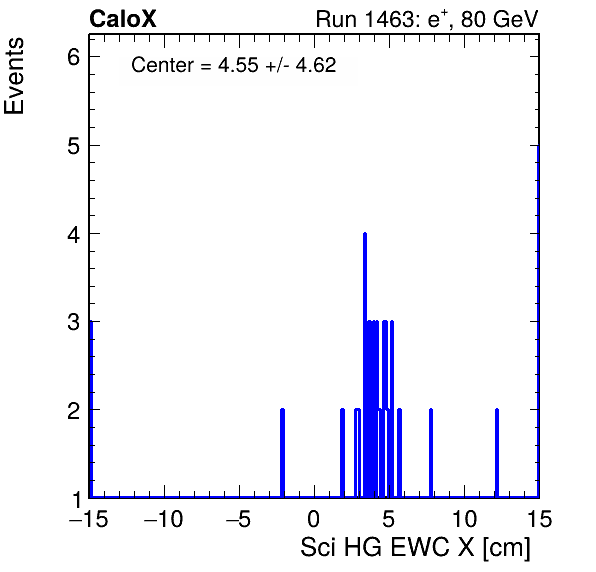 CaloX Run 1463: e⁺, 80 GeV
Center = 4.55 +/- 4.62
Events
6
5
4
3
2
1
−15 −10 −5 0 5 10 15
Sci HG EWC X [cm]